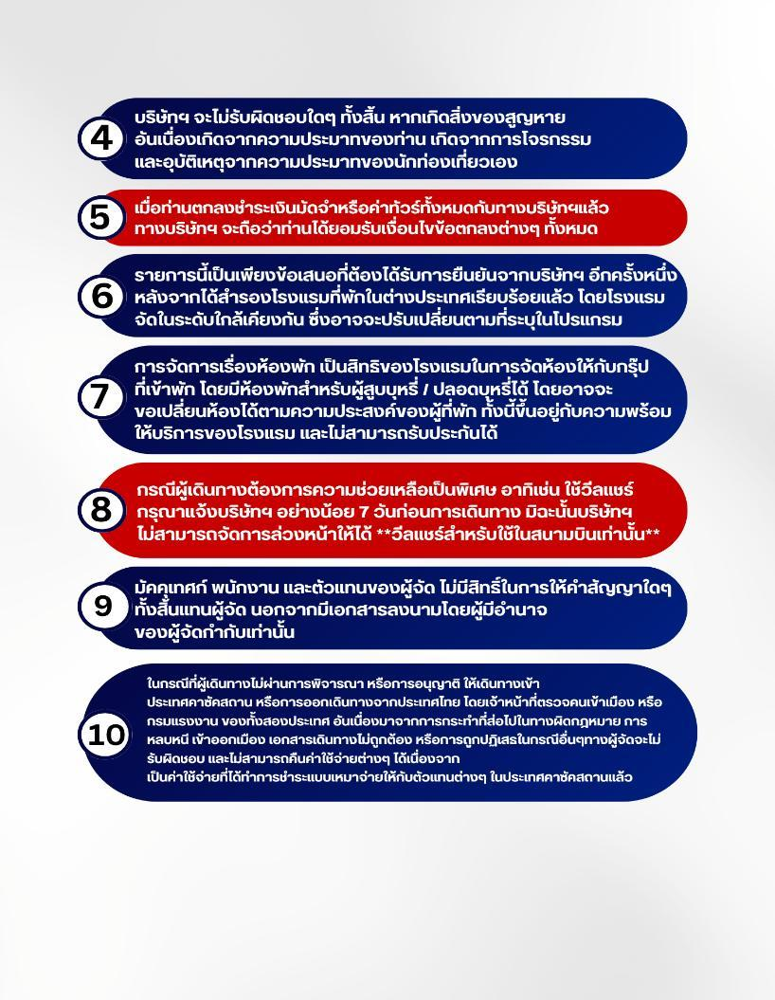 4
บริษัทฯ จะไม่รับผิดชอบใดๆ ทั้งสิ้น หากเกิดสิ่งของสูญหาย
อันเนื่องเกิดจากความประมาทของท่าน เกิดจากการโจรกรรม
และอุบัติเหตุจากความประมาทของนักท่องเที่ยวเอง
5
เมื่อท่านตกลงชำระเงินมัดจำหรือค่าทัวร์ทั้งหมดกับทางบริษัทฯแล้ว
ทางบริษัทฯ จะถือว่าท่านได้ยอมรับเงื่อนไขข้อตกลงต่างๆ ทั้งหมด
6
รายการนี้เป็นเพียงข้อเสนอที่ต้องได้รับการยืนยันจากบริษัทฯ อีกครั้งหนึ่ง
หลังจากได้สำรองโรงแรมที่พักในต่างประเทศเรียบร้อยแล้ว โดยโรงแรม
จัดในระดับใกล้เคียงกัน ซึ่งอาจจะปรับเปลี่ยนตามที่ระบุในโปรแกรม
7
การจัดการเรื่องห้องพัก เป็นสิทธิของโรงแรมในการจัดห้องให้กับกรุ๊ป
ที่เข้าพัก โดยมีห้องพักสำหรับผู้สูบบุหรี่ / ปลอดบุหรี่ได้ โดยอาจจะ
ขอเปลี่ยนห้องได้ตามความประสงค์ของผู้ที่พัก ทั้งนี้ขึ้นอยู่กับความพร้อม
ให้บริการของโรงแรม และไม่สามารถรับประกันได้
8
กรณีผู้เดินทางต้องการความช่วยเหลือเป็นพิเศษ อาทิเช่น ใช้วีลแชร์
กรุณาแจ้งบริษัทฯ อย่างน้อย 7 วันก่อนการเดินทาง มิฉะนั้นบริษัทฯ
ไม่สามารถจัดการล่วงหน้าให้ได้ **วีลแชร์สำหรับใช้ในสนามบินเท่านั้น**
9
มัคคุเทศก์ พนักงาน และตัวแทนของผู้จัด ไม่มีสิทธิ์ในการให้คำสัญญาใดๆ
ทั้งสิ้นแทนผู้จัด นอกจากมีเอกสารลงนามโดยผู้มีอำนาจ
ของผู้จัดกำกับเท่านั้น
10
ในกรณีที่ผู้เดินทางไม่ผ่านการพิจารณา หรือการอนุญาติ ให้เดินทางเข้า
ประเทศคาซัคสถาน หรือการออกเดินทางจากประเทศไทย โดยเจ้าหน้าที่ตรวจคนเข้าเมือง หรือ
กรมแรงงาน ของทั้งสองประเทศ อันเนื่องมาจากการกระทำที่ส่อไปในทางผิดกฎหมาย การ
หลบหนี เข้าออกเมือง เอกสารเดินทางไม่ถูกต้อง หรือการถูกปฏิเสธในกรณีอื่นๆทางผู้จัดจะไม่
รับผิดชอบ และไม่สามารถคืนค่าใช้จ่ายต่างๆ ได้เนื่องจาก
เป็นค่าใช้จ่ายที่ได้ทำการชำระแบบเหมาจ่ายให้กับตัวแทนต่างๆ ในประเทศคาซัคสถานแล้ว